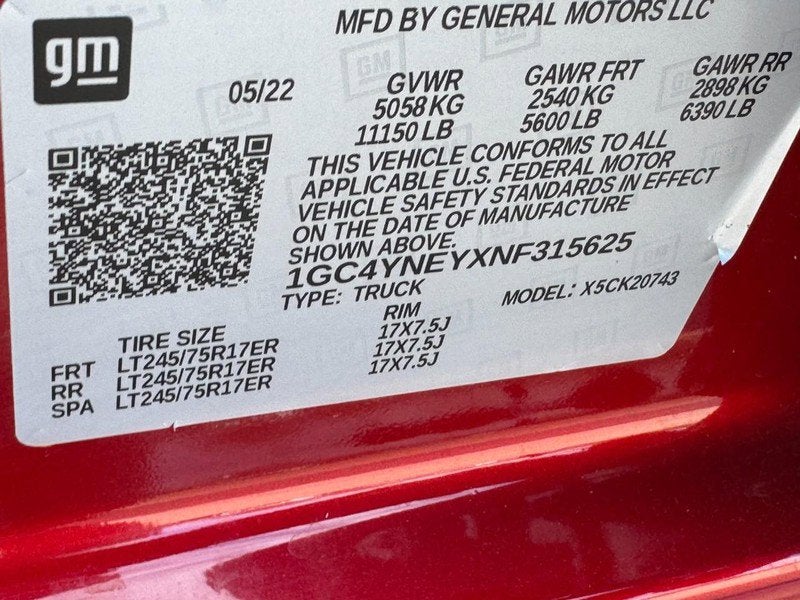 MFD BY GENERAL MOTORS LLC
gm
05/22
GVWR GAWR FRT GAWR RR
5058 KG 2540 KG 2898 KG
11150 LB 5600 LB 6390 LB
THIS VEHICLE CONFORMS TO ALL
APPLICABLE U.S. FEDERAL MOTOR
VEHICLE SAFETY STANDARDS IN EFFECT
ON THE DATE OF MANUFACTURE
SHOWN ABOVE.
1GC4YNEYXNF315625
TYPE: TRUCK MODEL: X5CK20743
TIRE SIZE RIM
FRT LT245/75R17ER 17X7.5J
RR LT245/75R17ER 17X7.5J
SPA LT245/75R17ER 17X7.5J